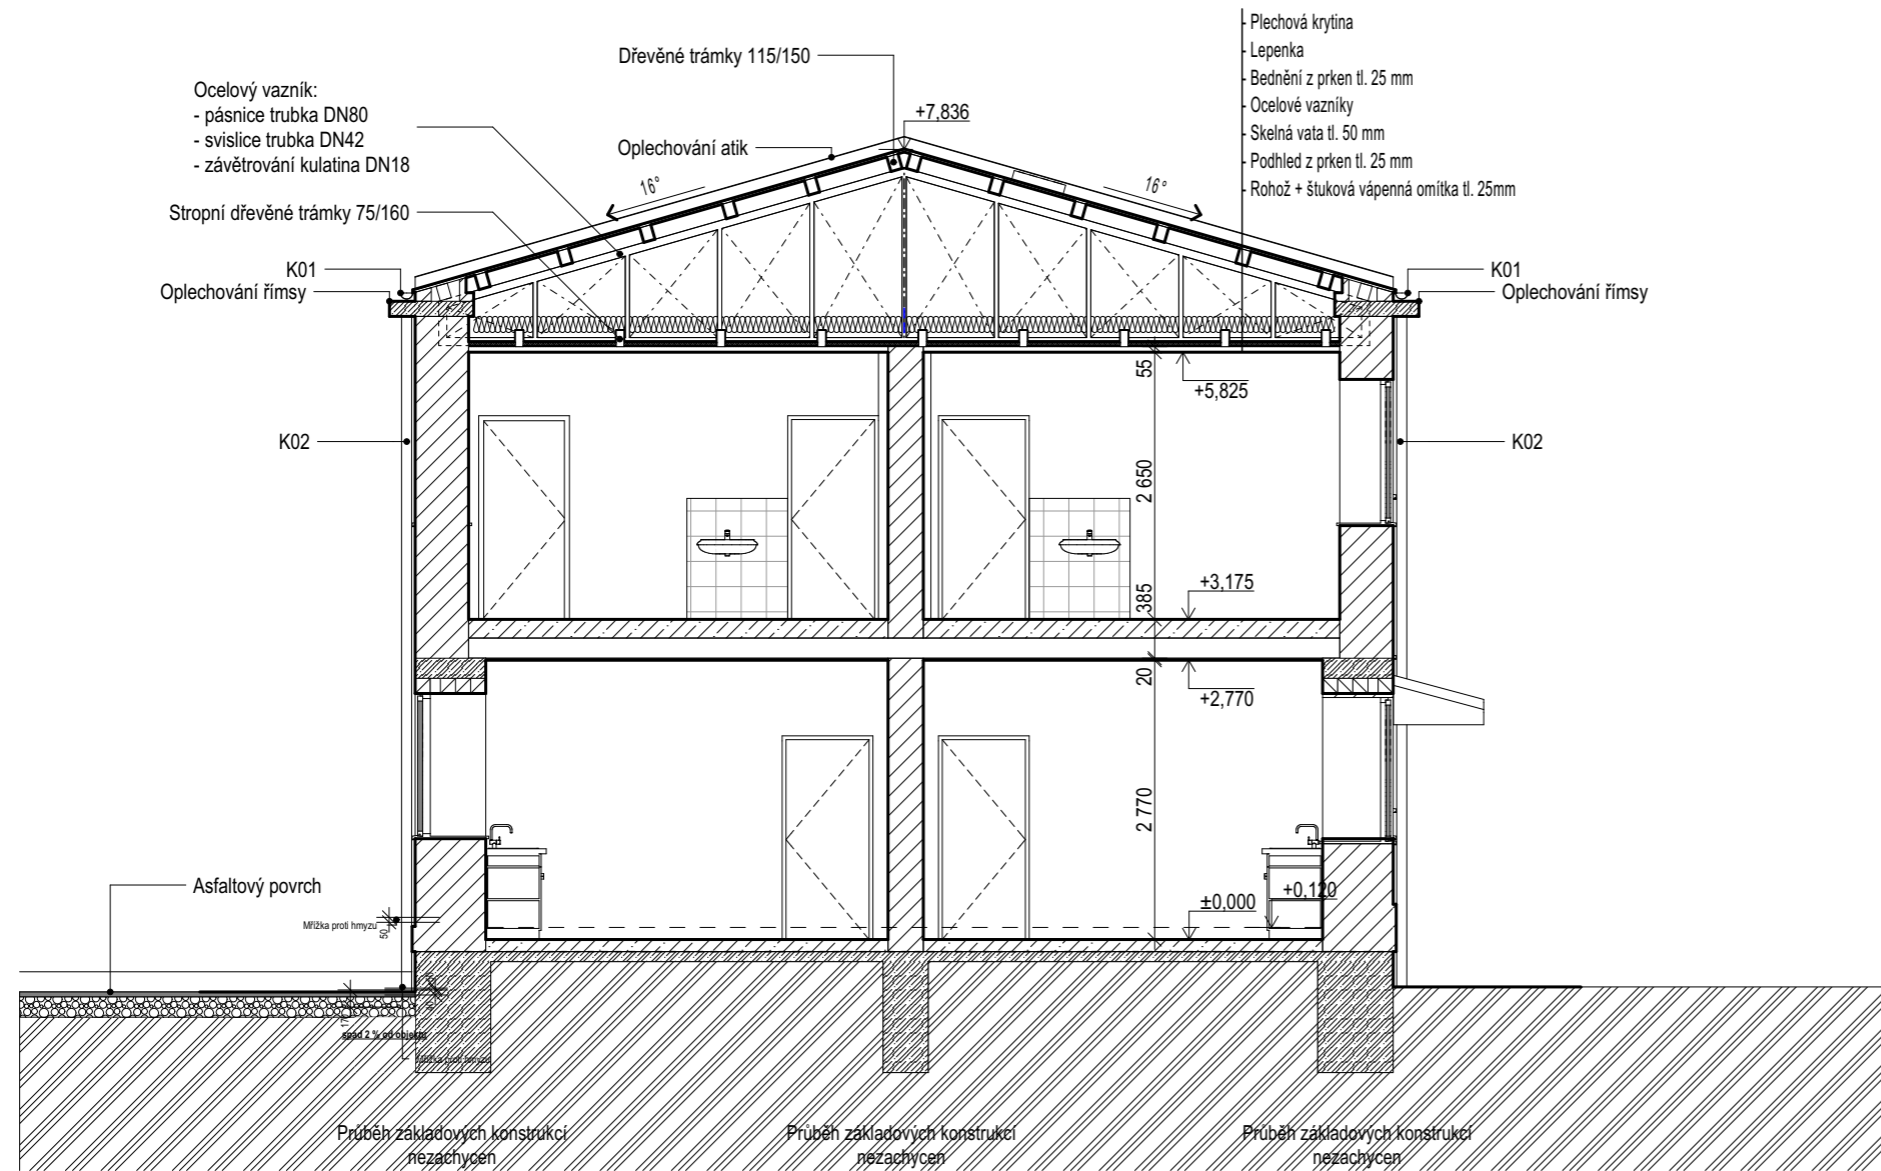 Plechová krytina
Lepenka
Bednění z prken tl. 25 mm
Ocelové vazníky
Skelná vata tl. 50 mm
Podhled z prken tl. 25 mm
Rohož + štuková vápenná omítka tl. 25mm
Dřevěné trámky 115/150
Ocelový vazník:
- pásnice trubka DN80
- svislice trubka DN42
- závětrování kulatina DN18
+7,836
Oplechování atik
16°
16°
Stropní dřevěné trámky 75/160
K01
Oplechování římsy
K01
Oplechování římsy
55
+5,825
K02
K02
2 650
385
+3,175
20
+2,770
2 770
Asfaltový povrch
±0,000
+0,120
Mřížka proti hmyzu
50
spád 2 % od objektu
Mřížka proti hmyzu
Průběh základových konstrukcí
nezachycen
Průběh základových konstrukcí
nezachycen
Průběh základových konstrukcí
nezachycen